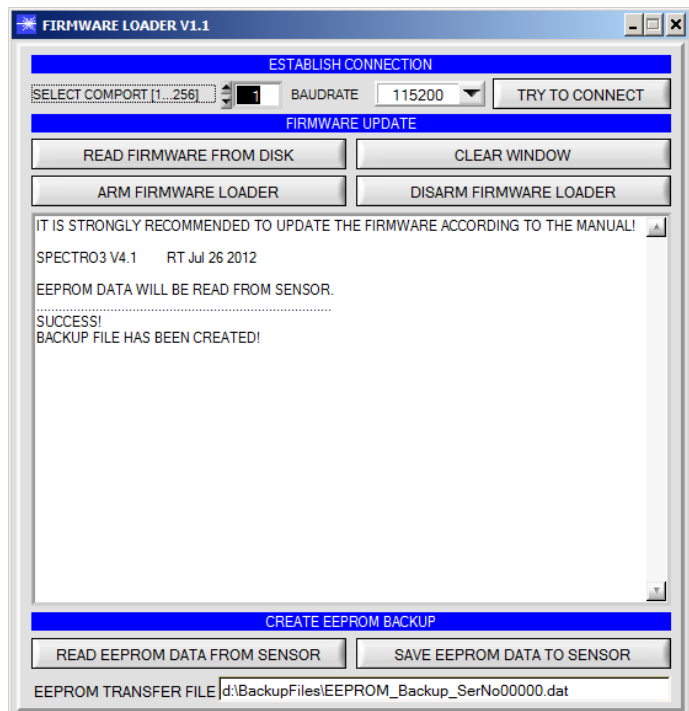 FIRMWARE LOADER V1.1
ESTABLISH CONNECTION
SELECT COMPORT [1...256] 1 BAUDRATE 115200 TRY TO CONNECT
FIRMWARE UPDATE
READ FIRMWARE FROM DISK CLEAR WINDOW
ARM FIRMWARE LOADER DISARM FIRMWARE LOADER
IT IS STRONGLY RECOMMENDED TO UPDATE THE FIRMWARE ACCORDING TO THE MANUAL!
SPECTRO3 V4.1 RT Jul 26 2012
EEPROM DATA WILL BE READ FROM SENSOR.
................................................................................
SUCCESS!
BACKUP FILE HAS BEEN CREATED!
CREATE EEPROM BACKUP
READ EEPROM DATA FROM SENSOR SAVE EEPROM DATA TO SENSOR
EEPROM TRANSFER FILE d:\BackupFiles\EEPROM_Backup_SerNo00000.dat